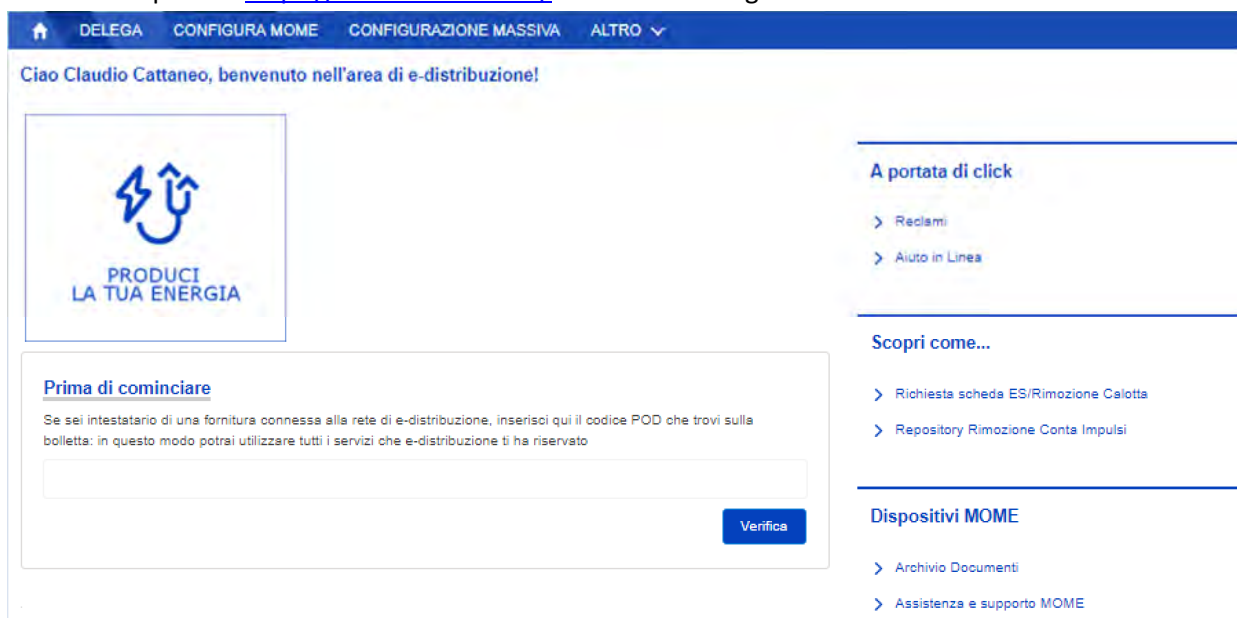 DELEGA CONFIGURA MOME CONFIGURAZIONE MASSIVA ALTRO
Ciao Claudio Cattaneo, benvenuto nell'area di e-distribuzione!
PRODUCI
LA TUA ENERGIA
Prima di cominciare
Se sei intestatario di una fornitura connessa alla rete di e-distribuzione, inserisci qui il codice POD che trovi sulla
bolletta: in questo modo potrai utilizzare tutti i servizi che e-distribuzione ti ha riservato
Verifica
A portata di click
Reclami
Aiuto in Linea
Scopri come...
Richiesta scheda ES/Rimozione Calotta
Repository Rimozione Conta Impulsi
Dispositivi MOME
Archivio Documenti
Assistenza e supporto MOME